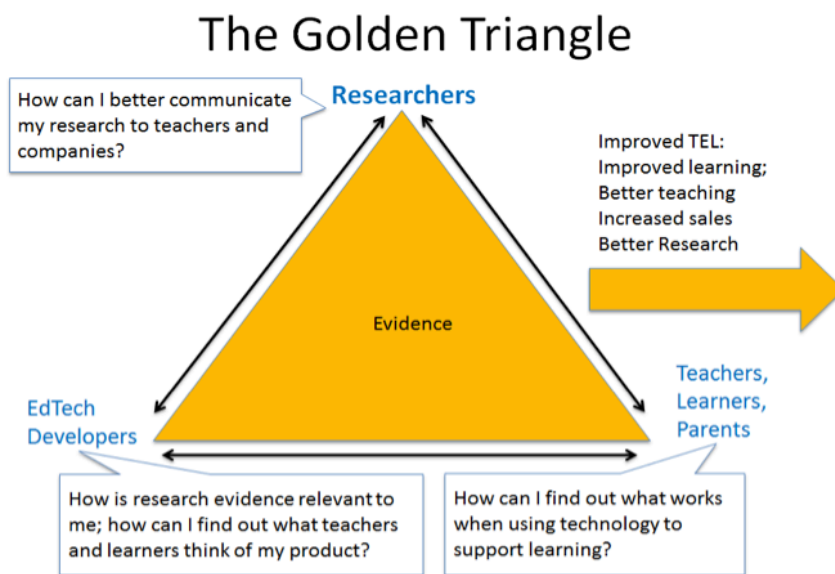 The Golden Triangle
How can I better communicate
my research to teachers and
companies?
Researchers
Improved TEL:
Improved learning;
Better teaching
Increased sales
Better Research
Evidence
EdTech
Developers
Teachers,
Learners,
Parents
How is research evidence relevant to
me; how can I find out what teachers
and learners think of my product?
How can I find out what works
when using technology to
support learning?